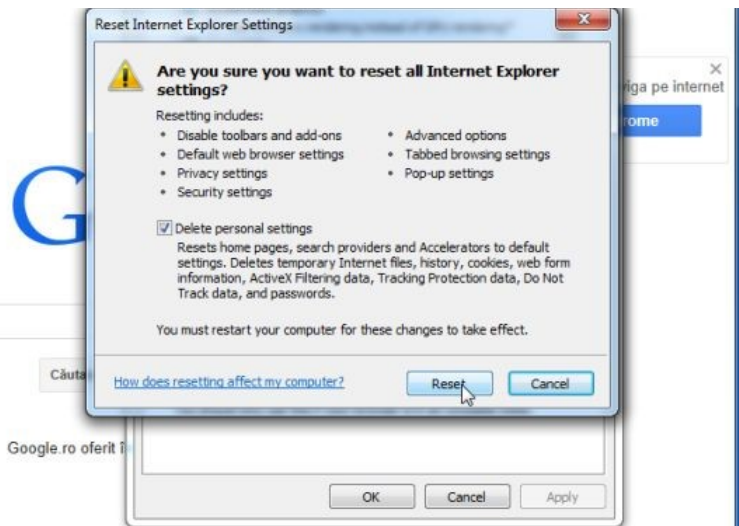 Reset Internet Explorer Settings
Are you sure you want to reset all Internet Explorer
settings?
Resetting includes:
• Disable toolbars and add-ons
• Default web browser settings
• Privacy settings
• Security settings
• Advanced options
• Tabbed browsing settings
• Pop-up settings
Delete personal settings
Resets home pages, search providers and Accelerators to default
settings. Deletes temporary Internet files, history, cookies, web form
information, ActiveX Filtering data, Tracking Protection data, Do Not
Track data, and passwords.
You must restart your computer for these changes to take effect.
How does resetting affect my computer?
Reset
Cancel
pe internet
G
Google.ro oferit
OK
Cancel
Apply